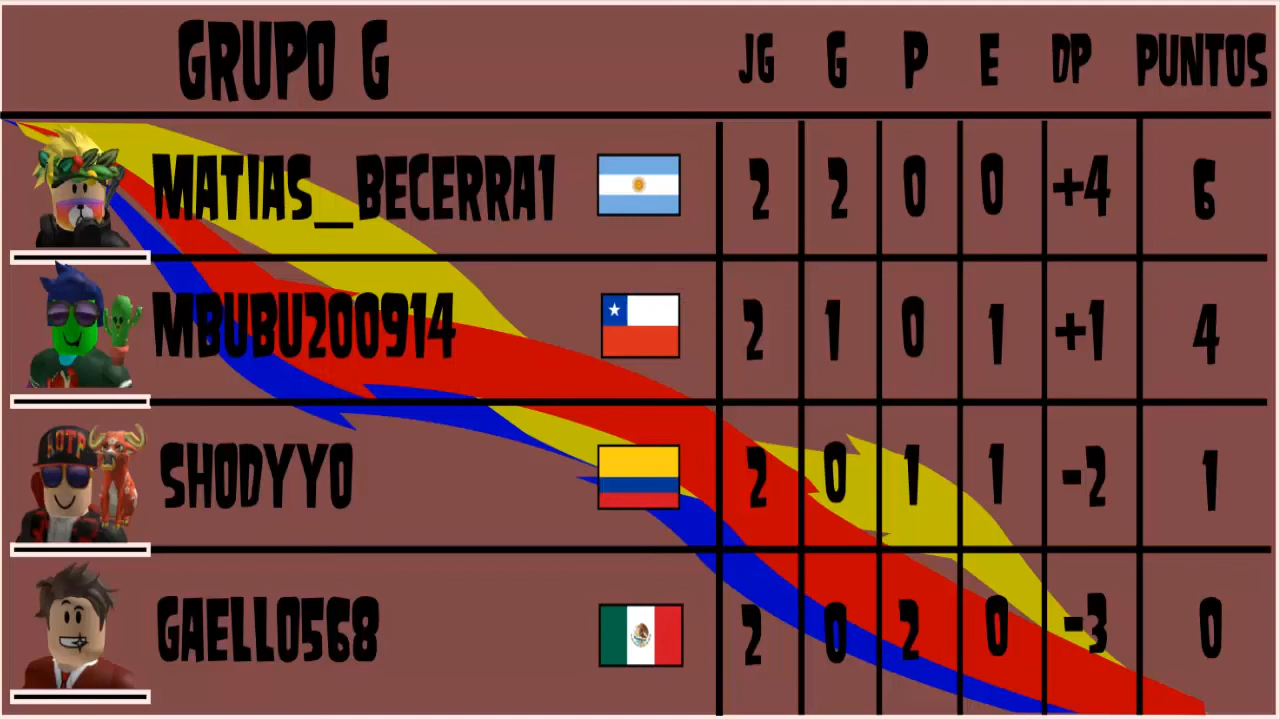 GRUPO G JG G P E DP PUNTOS
MATIAS_BECERRA1 2 2 0 0 +4 6
MBUBU200914 2 1 0 1 +1 4
SHODYYO 2 0 1 1 -2 1
GAELLO568 2 0 2 0 -3 0